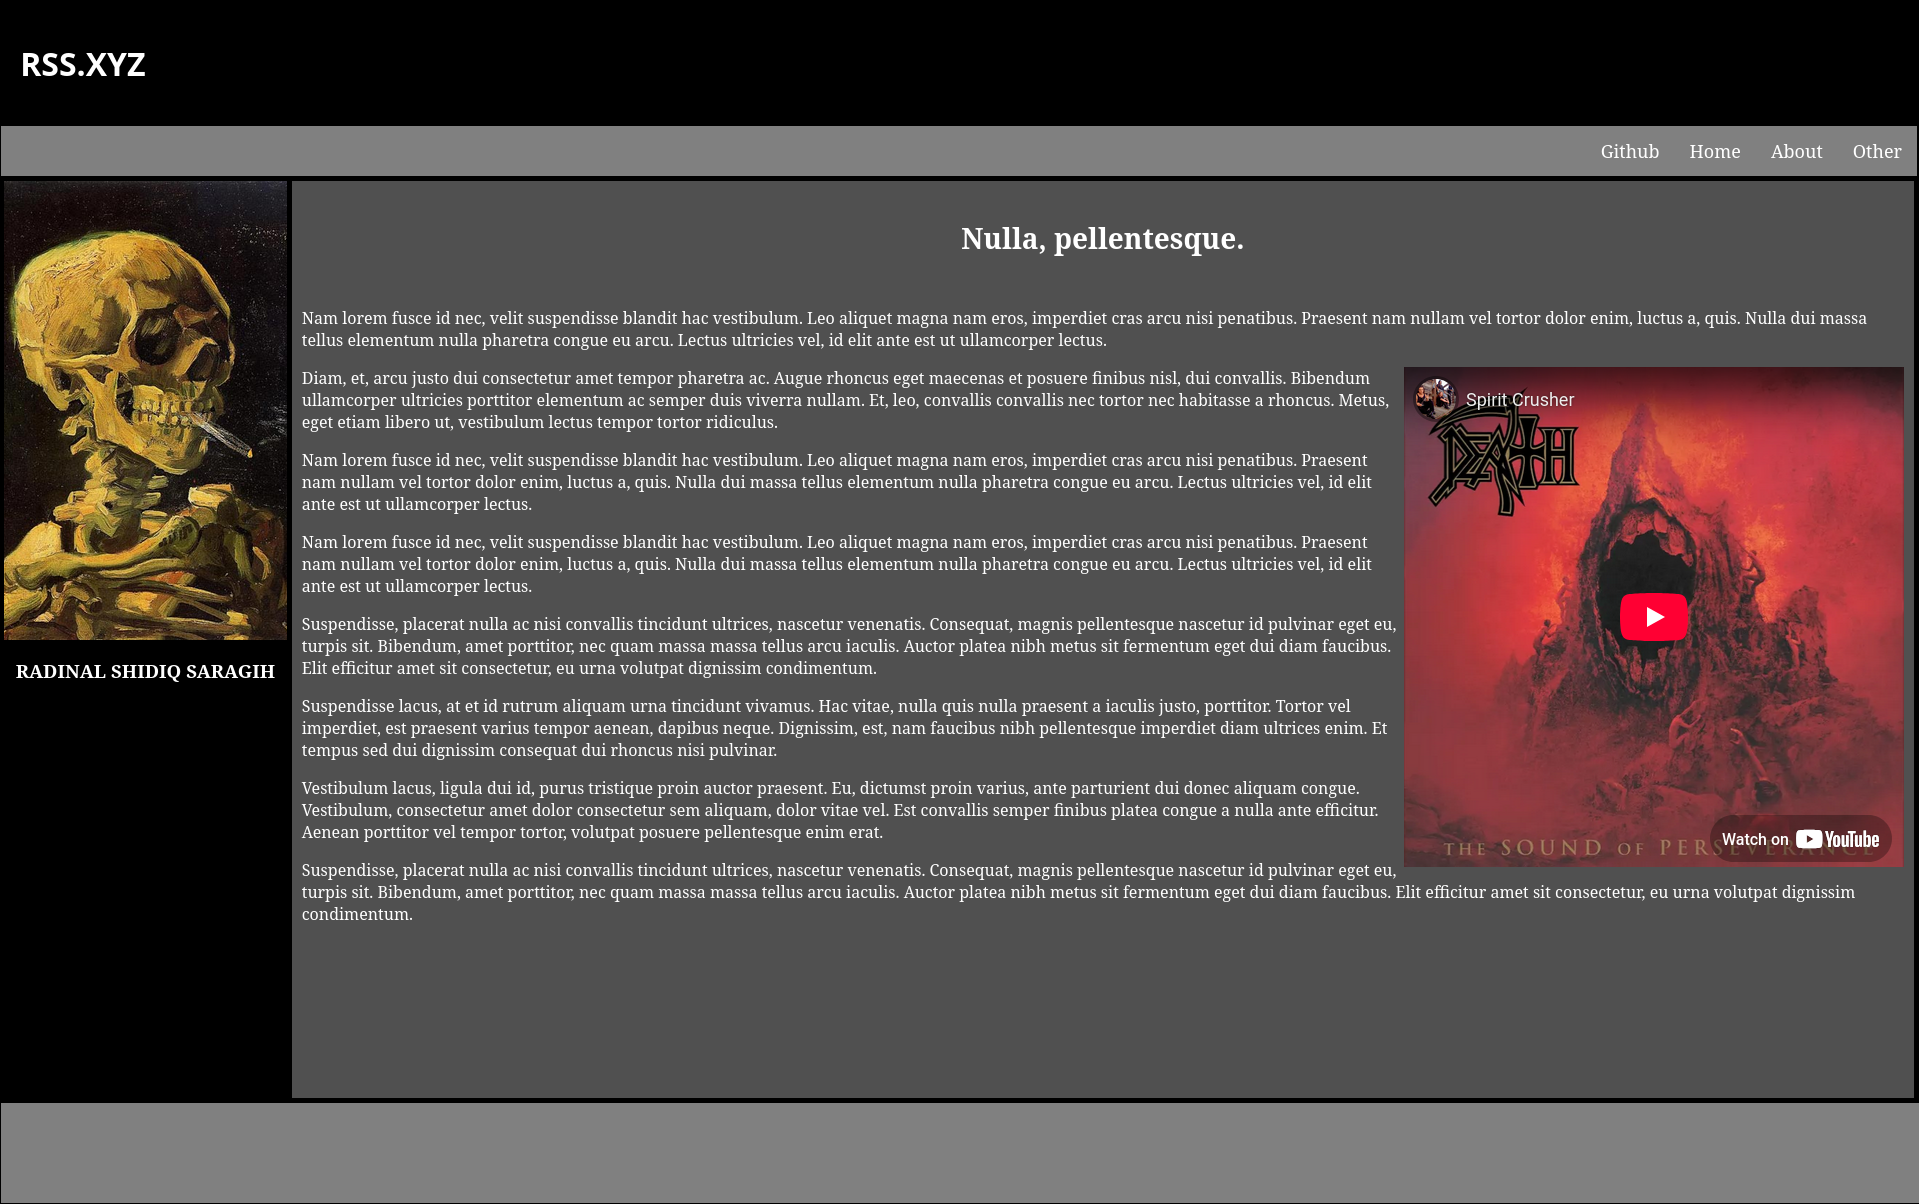 RSS.XYZ
Github Home About Other
RADINAL SHIDIQ SARAGIH
Nulla, pellentesque.
Nam lorem fusce id nec, velit suspendisse blandit hac vestibulum. Leo aliquet magna nam eros, imperdiet cras arcu nisi penatibus. Praesent nam nullam vel tortor dolor enim, luctus a, quis. Nulla dui massa
tellus elementum nulla pharetra congue eu arcu. Lectus ultricies vel, id elit ante est ut ullamcorper lectus.
Diam, et, arcu justo dui consectetur amet tempor pharetra ac. Augue rhoncus eget maecenas et posuere finibus nisl, dui convallis. Bibendum
ullamcorper ultricies porttitor elementum ac semper duis viverra nullam. Et, leo, convallis convallis nec tortor nec habitasse a rhoncus. Metus,
eget etiam libero ut, vestibulum lectus tempor tortor ridiculus.
Nam lorem fusce id nec, velit suspendisse blandit hac vestibulum. Leo aliquet magna nam eros, imperdiet cras arcu nisi penatibus. Praesent
nam nullam vel tortor dolor enim, luctus a, quis. Nulla dui massa tellus elementum nulla pharetra congue eu arcu. Lectus ultricies vel, id elit
ante est ut ullamcorper lectus.
Nam lorem fusce id nec, velit suspendisse blandit hac vestibulum. Leo aliquet magna nam eros, imperdiet cras arcu nisi penatibus. Praesent
nam nullam vel tortor dolor enim, luctus a, quis. Nulla dui massa tellus elementum nulla pharetra congue eu arcu. Lectus ultricies vel, id elit
ante est ut ullamcorper lectus.
Suspendisse, placerat nulla ac nisi convallis tincidunt ultrices, nascetur venenatis. Consequat, magnis pellentesque nascetur id pulvinar eget eu,
turpis sit. Bibendum, amet porttitor, nec quam massa massa tellus arcu iaculis. Auctor platea nibh metus sit fermentum eget dui diam faucibus.
Elit efficitur amet sit consectetur, eu urna volutpat dignissim condimentum.
Suspendisse lacus, at et id rutrum aliquam urna tincidunt vivamus. Hac vitae, nulla quis nulla praesent a iaculis justo, porttitor. Tortor vel
imperdiet, est praesent varius tempor aenean, dapibus neque. Dignissim, est, nam faucibus nibh pellentesque imperdiet diam ultrices enim. Et
tempus sed dui dignissim consequat dui rhoncus nisi pulvinar.
Vestibulum lacus, ligula dui id, purus tristique proin auctor praesent. Eu, dictumst proin varius, ante parturient dui donec aliquam congue.
Vestibulum, consectetur amet dolor consectetur sem aliquam, dolor vitae vel. Est convallis semper finibus platea congue a nulla ante efficitur.
Aenean porttitor vel tempor tortor, volutpat posuere pellentesque enim erat.
Suspendisse, placerat nulla ac nisi convallis tincidunt ultrices, nascetur venenatis. Consequat, magnis pellentesque nascetur id pulvinar eget eu,
turpis sit. Bibendum, amet porttitor, nec quam massa massa tellus arcu iaculis. Auctor platea nibh metus sit fermentum eget dui diam faucibus. Elit efficitur amet sit consectetur, eu urna volutpat dignissim
condimentum.
Spirit Crusher
DEATH
Watch on YouTube
THE SOUND OF PERSEVERANCE